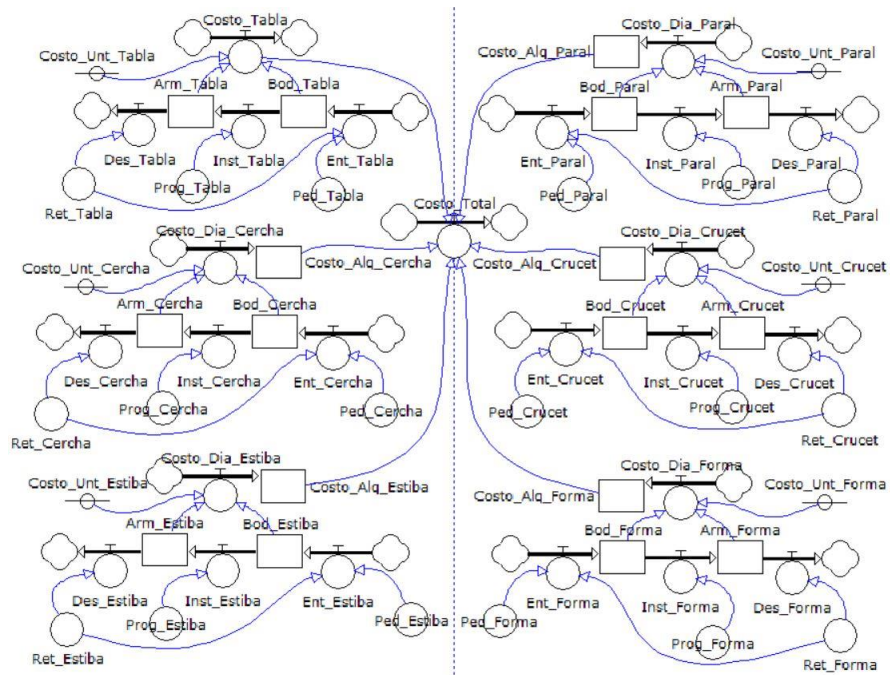 Costo_Tabla
Costo_Unt_Tabla
Arm_Tabla
Bod_Tabla
Des_Tabla
Inst_Tabla
Ent_Tabla
Prog_Tabla
Ped_Tabla
Ret_Tabla
Costo_Dia_Paral
Costo_Alq_Paral
Costo_Unt_Paral
Bod_Paral
Arm_Paral
Ent_Paral
Inst_Paral
Des_Paral
Ped_Paral
Prog_Paral
Ret_Paral
Costo_Total
Costo_Dia_Cercha
Costo_Unt_Cercha
Costo_Alq_Cercha
Arm_Cercha
Bod_Cercha
Des_Cercha
Inst_Cercha
Ent_Cercha
Prog_Cercha
Ped_Cercha
Ret_Cercha
Costo_Dia_Crucet
Costo_Alq_Crucet
Costo_Unt_Crucet
Bod_Crucet
Arm_Crucet
Ent_Crucet
Inst_Crucet
Des_Crucet
Ped_Crucet
Prog_Crucet
Ret_Crucet
Costo_Dia_Estiba
Costo_Unt_Estiba
Costo_Alq_Estiba
Arm_Estiba
Bod_Estiba
Des_Estiba
Inst_Estiba
Ent_Estiba
Prog_Estiba
Ped_Estiba
Ret_Estiba
Costo_Dia_Forma
Costo_Alq_Forma
Costo_Unt_Forma
Bod_Forma
Arm_Forma
Ent_Forma
Inst_Forma
Des_Forma
Ped_Forma
Prog_Forma
Ret_Forma